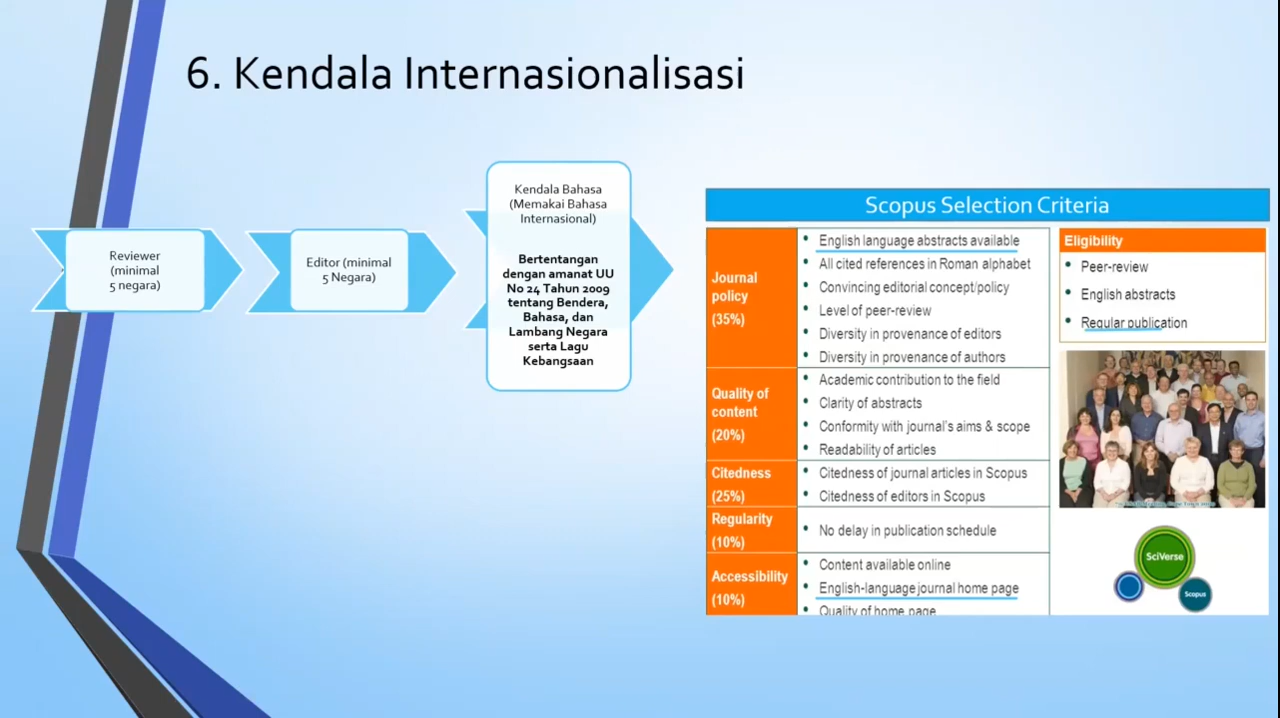 6. Kendala Internasionalisasi
Reviewer
(minimal
5 negara)
Editor (minimal
5 Negara)
Kendala Bahasa
(Memakai Bahasa
Internasional)
Bertentangan
dengan amanat UU
No 24 Tahun 2009
tentang Bendera,
Bahasa, dan
Lambang Negara
serta Lagu
Kebangsaan
Scopus Selection Criteria
Journal
policy
(35%)
English language abstracts available
All cited references in Roman alphabet
Convincing editorial concept/policy
Level of peer-review
Diversity in provenance of editors
Diversity in provenance of authors
Quality of
content
(20%)
Academic contribution to the field
Clarity of abstracts
Conformity with journal's aims & scope
Readability of articles
Citedness
(25%)
Citedness of journal articles in Scopus
Citedness of editors in Scopus
Regularity
(10%)
No delay in publication schedule
Accessibility
(10%)
Content available online
English-language journal home page
Quality of home page
Eligibility
Peer-review
English abstracts
Regular publication
SciVerse
Scopus